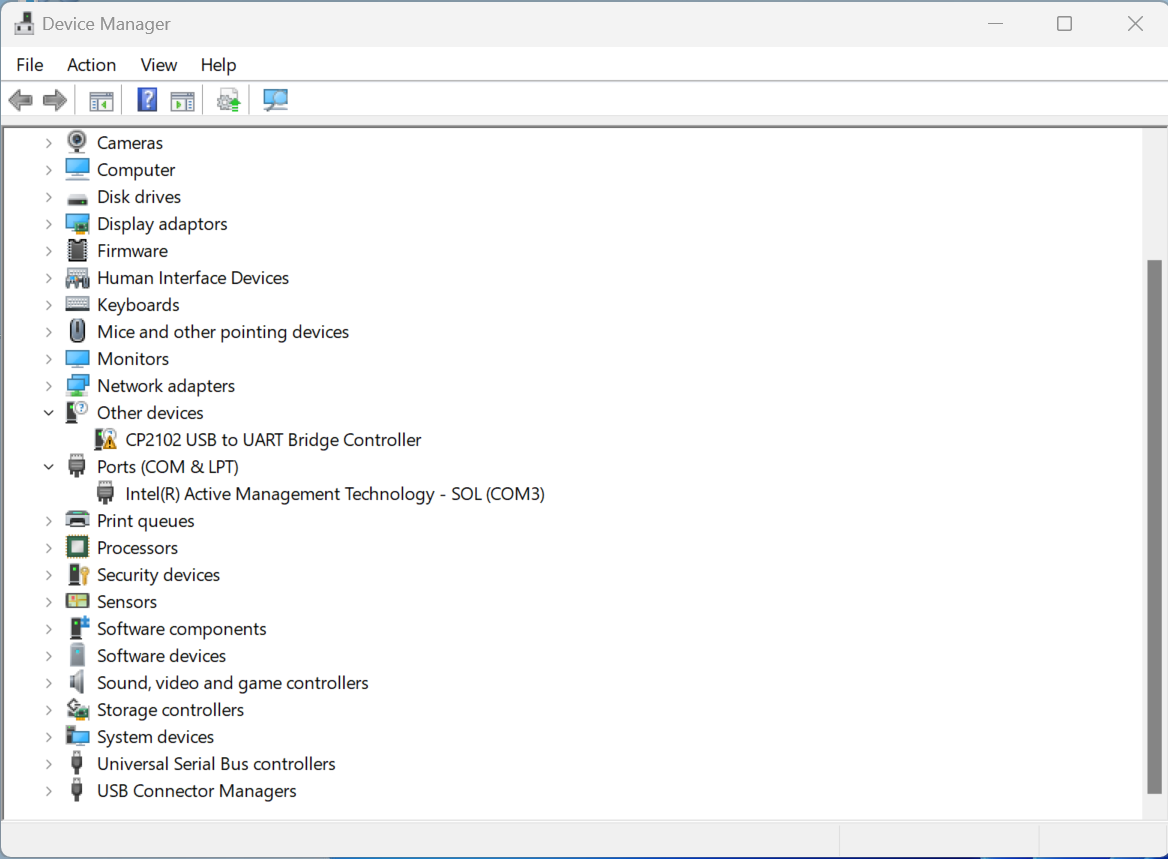 Device Manager
File Action View Help
Cameras
Computer
Disk drives
Display adaptors
Firmware
Human Interface Devices
Keyboards
Mice and other pointing devices
Monitors
Network adapters
Other devices
CP2102 USB to UART Bridge Controller
Ports (COM & LPT)
Intel(R) Active Management Technology - SOL (COM3)
Print queues
Processors
Security devices
Sensors
Software components
Software devices
Sound, video and game controllers
Storage controllers
System devices
Universal Serial Bus controllers
USB Connector Managers